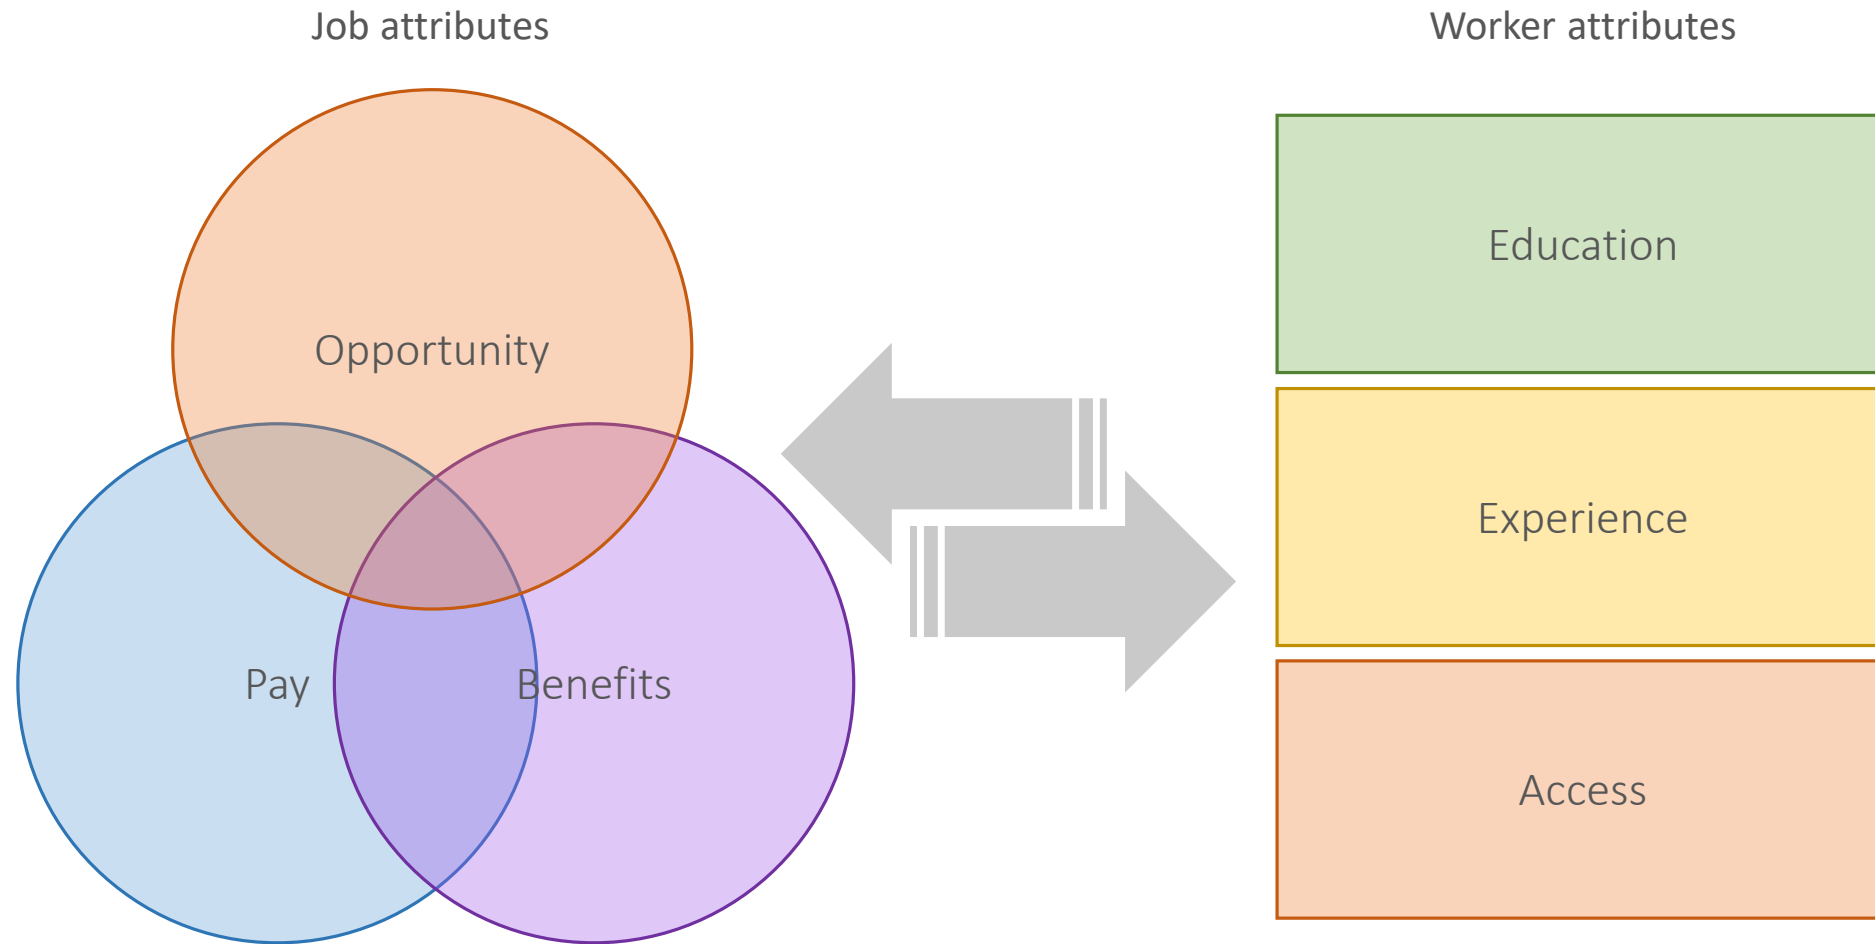 Job attributes
Worker attributes
Opportunity
Pay
Benefits
Education
Experience
Access